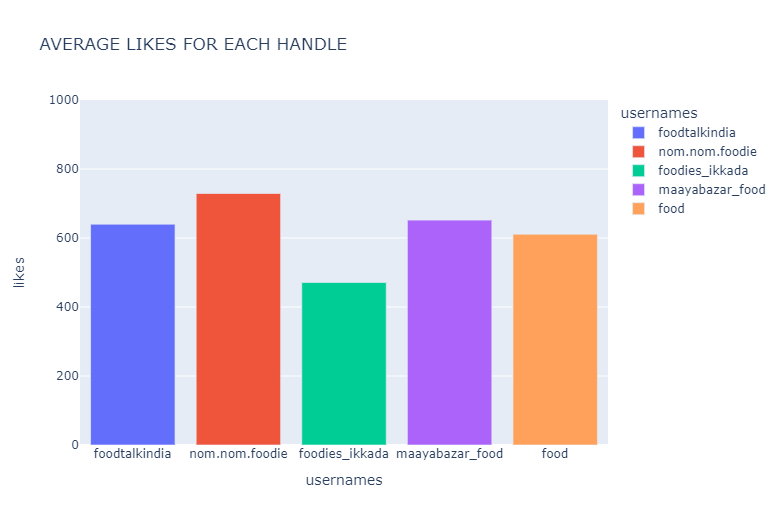 AVERAGE LIKES FOR EACH HANDLE
1000
800
600
400
200
0
likes
foodtalkindia
nom.nom.foodie
foodies_ikkada
maayabazar_food
food
usernames
usernames
foodtalkindia
nom.nom.foodie
foodies_ikkada
maayabazar_food
food